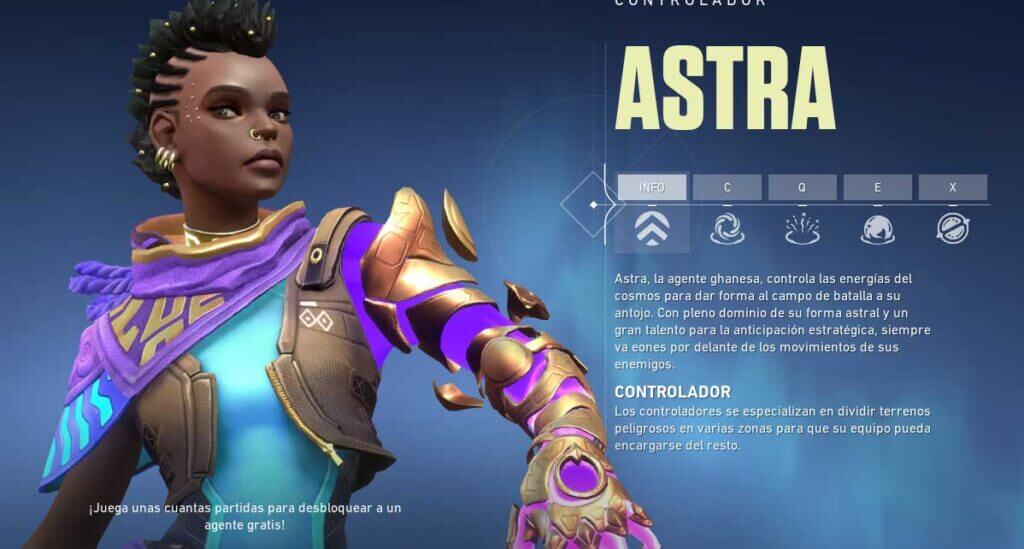 CONTROLADOR
ASTRA
INFO C Q E X
Astra, la agente ghanesa, controla las energías del
cosmos para dar forma al campo de batalla a su
antojo. Con pleno dominio de su forma astral y un
gran talento para la anticipación estratégica, siempre
va eones por delante de los movimientos de sus
enemigos.
CONTROLADOR
Los controladores se especializan en dividir terrenos
peligrosos en varias zonas para que su equipo pueda
encargarse del resto.
¡Juega unas cuantas partidas para desbloquear a un
agente gratis!